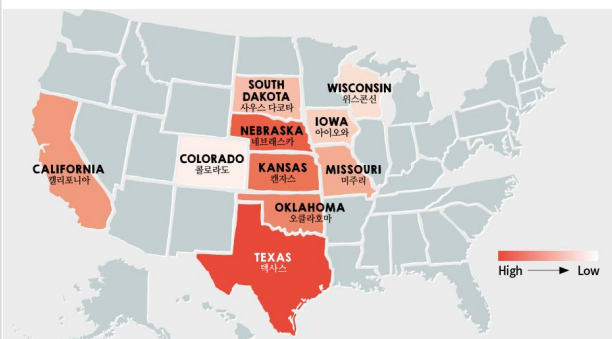 SOUTH
DAKOTA
사우스 다코타
WISCONSIN
위스콘신
IOWA
아이오와
NEBRASKA
네브래스카
COLORADO
콜로라도
KANSAS
캔자스
MISSOURI
미주리
CALIFORNIA
캘리포니아
OKLAHOMA
오클라호마
TEXAS
텍사스
High Low